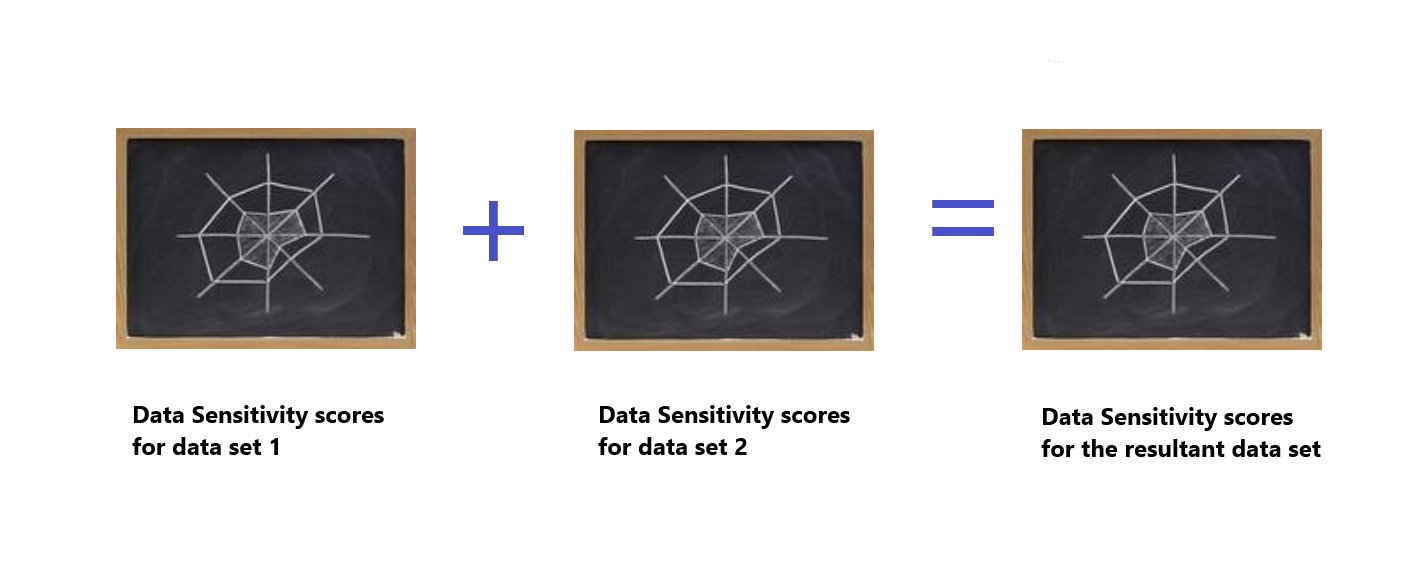 +
=
Data Sensitivity scores
for data set 1
Data Sensitivity scores
for data set 2
Data Sensitivity scores
for the resultant data set